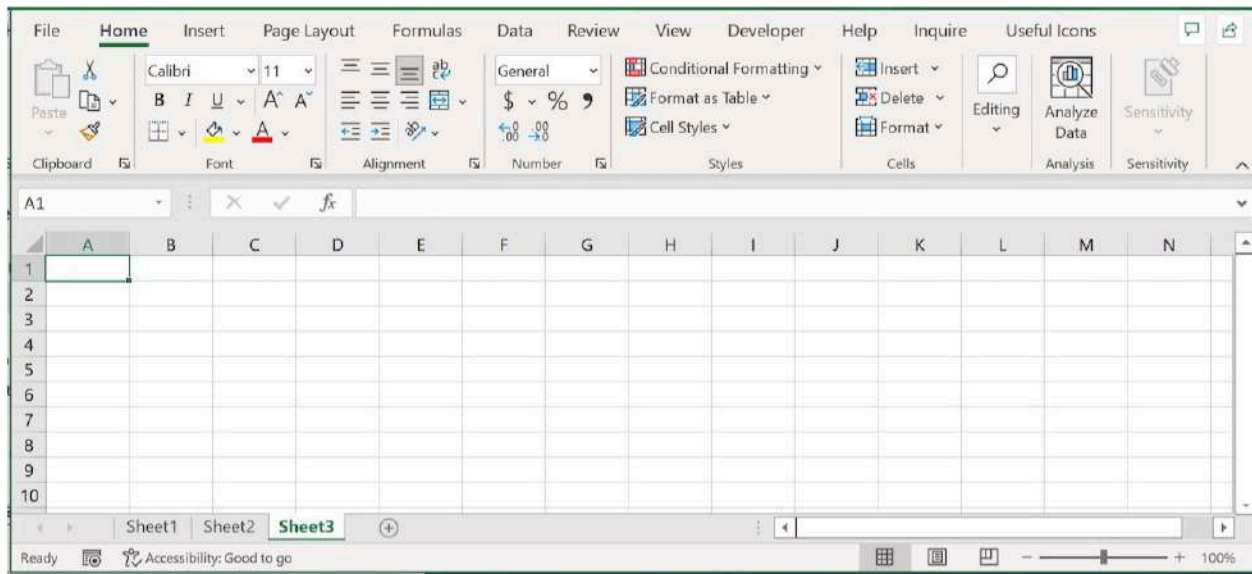 File Home Insert Page Layout Formulas Data Review View Developer Help Inquire Useful Icons
Calibri 11 General Conditional Formatting Insert
Paste B I U A A $ % Format as Table Delete Editing Analyze Data Sensitivity
A Cell Styles Format
Clipboard Font Alignment Number Styles Cells Analysis Sensitivity
A1 fx
A B C D E F G H I J K L M N
1
2
3
4
5
6
7
8
9
10
Sheet1 Sheet2 Sheet3
Ready Accessibility: Good to go 100%